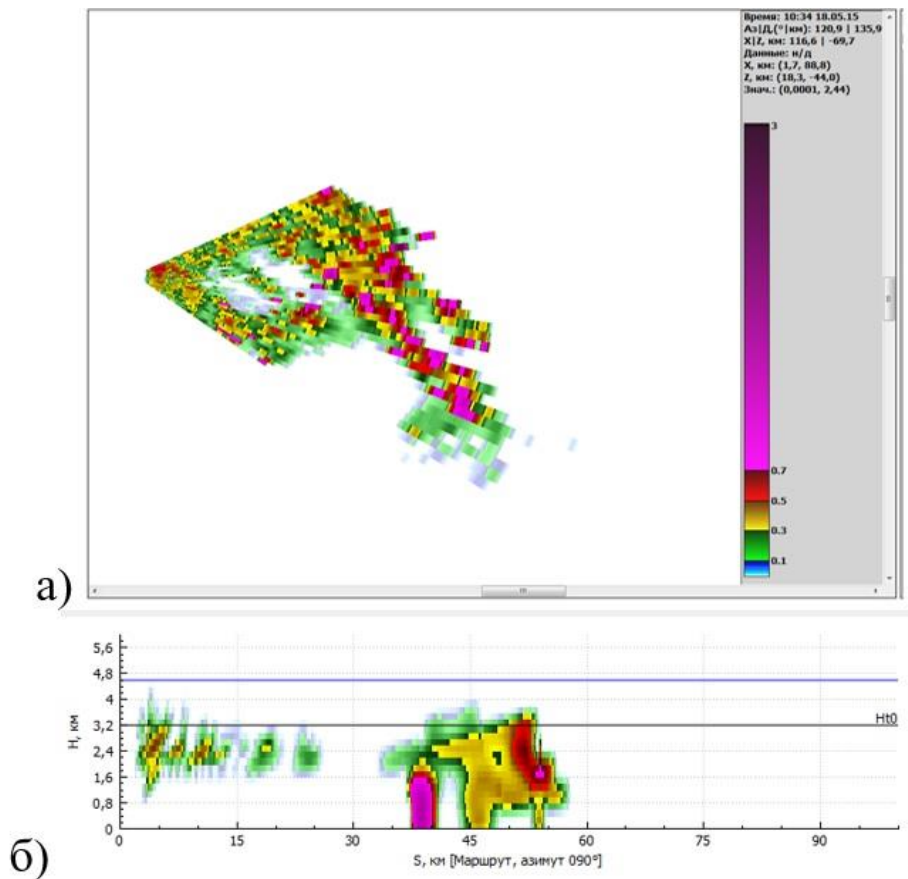 Время: 10:34 18.05.15
Аз|Д,(°|км): 120,9 | 135,9
X|Z, км: 116,6 | -69,7
Данные: н/д
X, км: (1,7, 88,8)
Z, км: (18,3, -44,0)
Знач.: (0,0001, 2,44)
3
0.7
0.5
0.3
0.1
а)
5,6
4,8
4
3,2
2,4
1,6
0,8
0
H, км
Ht0
0 15 30 45 60 75 90
S, км [Маршрут, азимут 090°]
б)